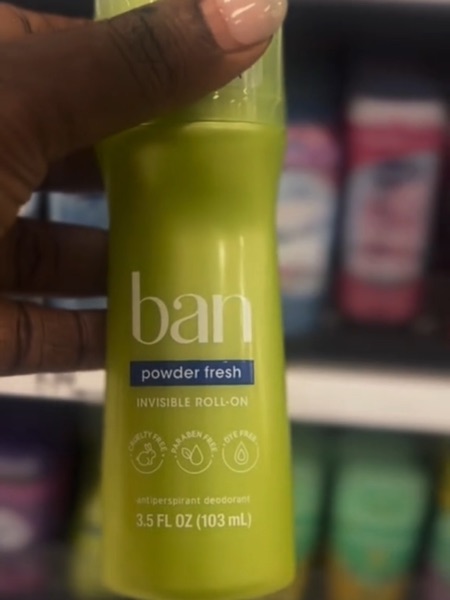 ban
powder fresh
INVISIBLE ROLL-ON
CRUELTY FREE
PARABEN FREE
DYE FREE
antiperspirant deodorant
3.5 FL OZ (103 mL)